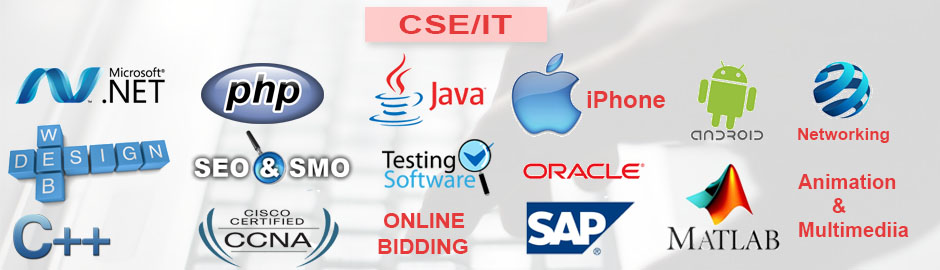 CSE/IT
Microsoft®
.NET
php
Java
iPhone
ANDROID
Networking
WEB
DESIGN
SEO & SMO
Testing
Software
ORACLE®
Animation
&
Multimediia
C++
CISCO
CERTIFIED
CCNA
ONLINE
BIDDING
SAP
MATLAB